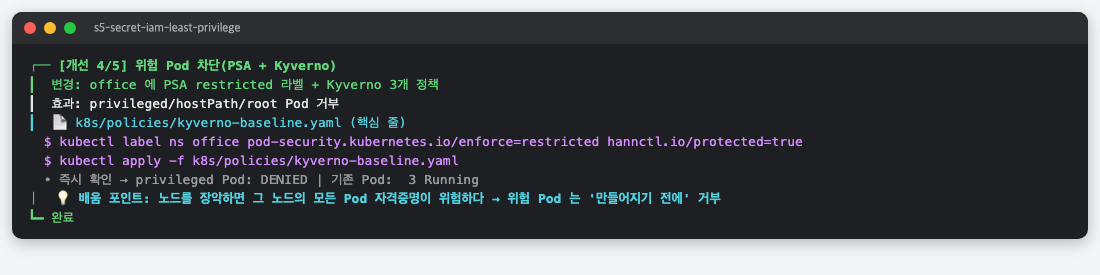 s5-secret-iam-least-privilege
[개선 4/5] 위험 Pod 차단(PSA + Kyverno)
변경: office 에 PSA restricted 라벨 + Kyverno 3개 정책
효과: privileged/hostPath/root Pod 거부
📄 k8s/policies/kyverno-baseline.yaml (핵심 줄)
$ kubectl label ns office pod-security.kubernetes.io/enforce=restricted hannctl.io/protected=true
$ kubectl apply -f k8s/policies/kyverno-baseline.yaml
• 즉시 확인 → privileged Pod: DENIED | 기존 Pod:  3 Running
💡 배움 포인트: 노드를 장악하면 그 노드의 모든 Pod 자격증명이 위험하다 → 위험 Pod 는 '만들어지기 전에' 거부
완료